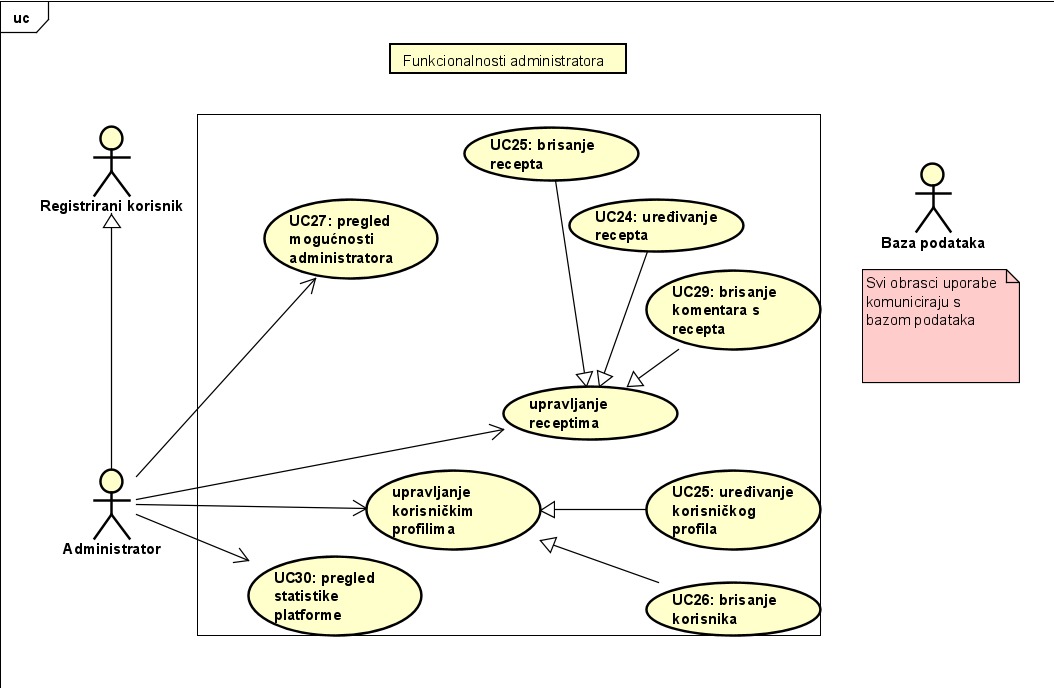 uc
Funkcionalnosti administratora
UC25: brisanje
recepta
Registrirani korisnik
UC27: pregled
mogućnosti
administratora
UC24: uređivanje
recepta
Baza podataka
UC29: brisanje
komentara s
recepta
Svi obrasci uporabe
komuniciraju s
bazom podataka
upravljanje
receptima
Administrator
upravljanje
korisničkim
profilima
UC25: uređivanje
korisničkog
profila
UC30: pregled
statistike
platforme
UC26: brisanje
korisnika